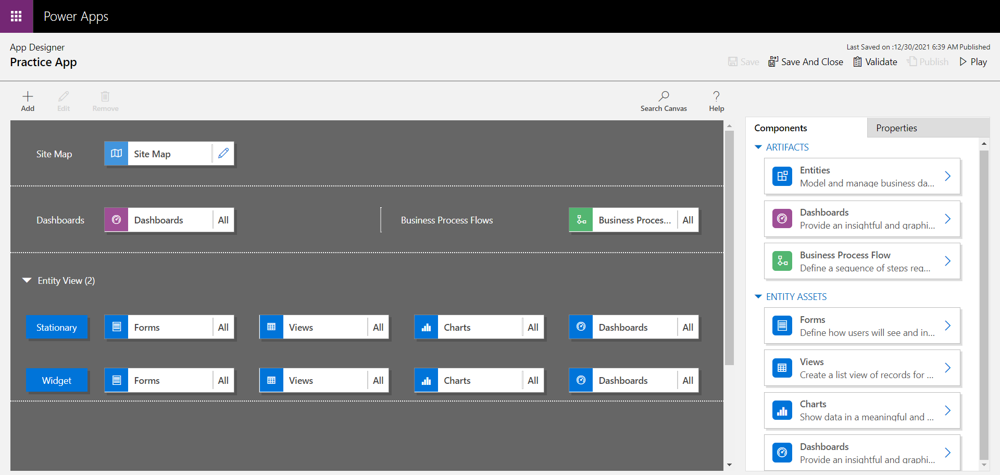 Power Apps
App Designer
Practice App
Last Saved on :12/30/2021 6:39 AM Published
Save
Save And Close
Validate
Publish
Play
Add
Edit
Remove
Search Canvas
Help
Site Map
Site Map
Dashboards
Dashboards
All
Business Process Flows
Business Proces...
All
Entity View (2)
Stationary
Forms
All
Views
All
Charts
All
Dashboards
All
Widget
Forms
All
Views
All
Charts
All
Dashboards
All
Components
Properties
ARTIFACTS
Entities
Model and manage business da...
Dashboards
Provide an insightful and graphi...
Business Process Flow
Define a sequence of steps req...
ENTITY ASSETS
Forms
Define how users will see and in...
Views
Create a list view of records for ...
Charts
Show data in a meaningful and ...
Dashboards
Provide an insightful and graphi...